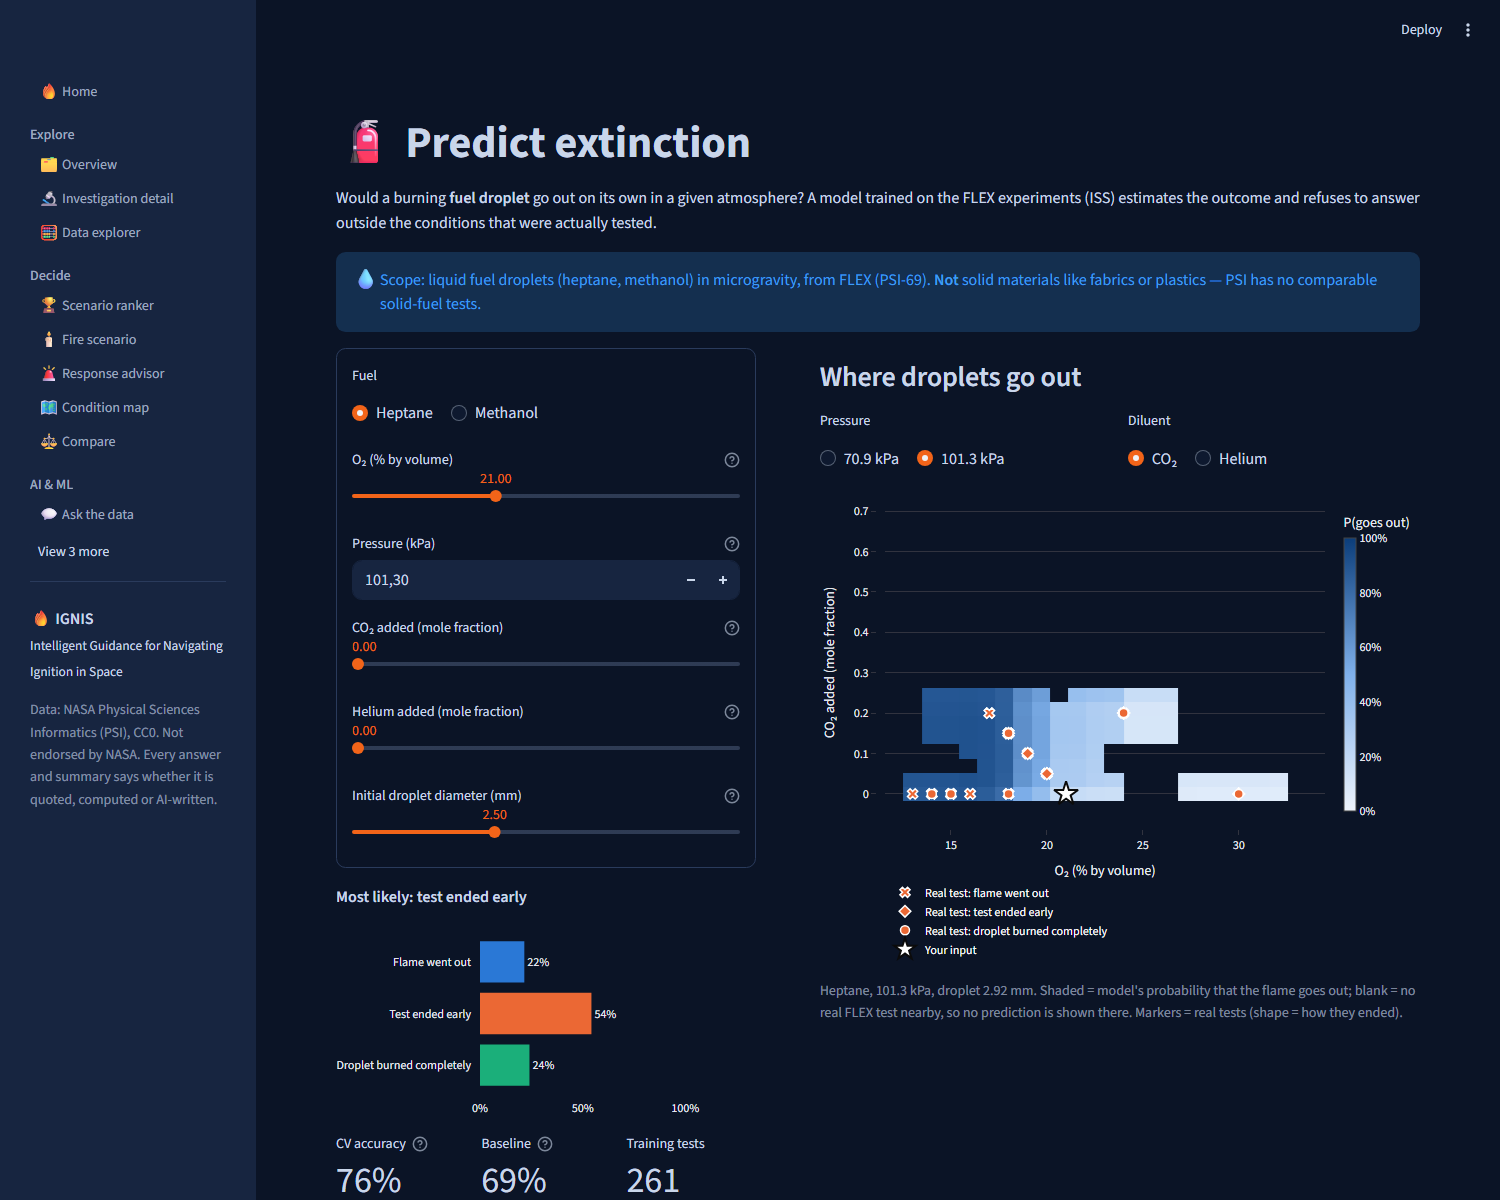 Deploy
Home
Explore
Overview
Investigation detail
Data explorer
Decide
Scenario ranker
Fire scenario
Response advisor
Condition map
Compare
AI & ML
Ask the data
View 3 more
IGNIS
Intelligent Guidance for Navigating
Ignition in Space
Data: NASA Physical Sciences
Informatics (PSI), CC0. Not
endorsed by NASA. Every answer
and summary says whether it is
quoted, computed or AI-written.
Predict extinction
Would a burning fuel droplet go out on its own in a given atmosphere? A model trained on the FLEX experiments (ISS) estimates the outcome and refuses to answer
outside the conditions that were actually tested.
Scope: liquid fuel droplets (heptane, methanol) in microgravity, from FLEX (PSI-69). Not solid materials like fabrics or plastics — PSI has no comparable
solid-fuel tests.
Fuel
Heptane Methanol
O₂ (% by volume)
21.00
Pressure (kPa)
101,30
CO₂ added (mole fraction)
0.00
Helium added (mole fraction)
0.00
Initial droplet diameter (mm)
2.50
Most likely: test ended early
Flame went out 22%
Test ended early 54%
Droplet burned completely 24%
0% 50% 100%
CV accuracy Baseline Training tests
76% 69% 261
Where droplets go out
Pressure Diluent
70.9 kPa 101.3 kPa CO₂ Helium
P(goes out)
100%
80%
60%
40%
20%
0%
CO₂ added (mole fraction)
0.7
0.6
0.5
0.4
0.3
0.2
0.1
0
15 20 25 30
O₂ (% by volume)
Real test: flame went out
Real test: test ended early
Real test: droplet burned completely
Your input
Heptane, 101.3 kPa, droplet 2.92 mm. Shaded = model's probability that the flame goes out; blank = no
real FLEX test nearby, so no prediction is shown there. Markers = real tests (shape = how they ended).